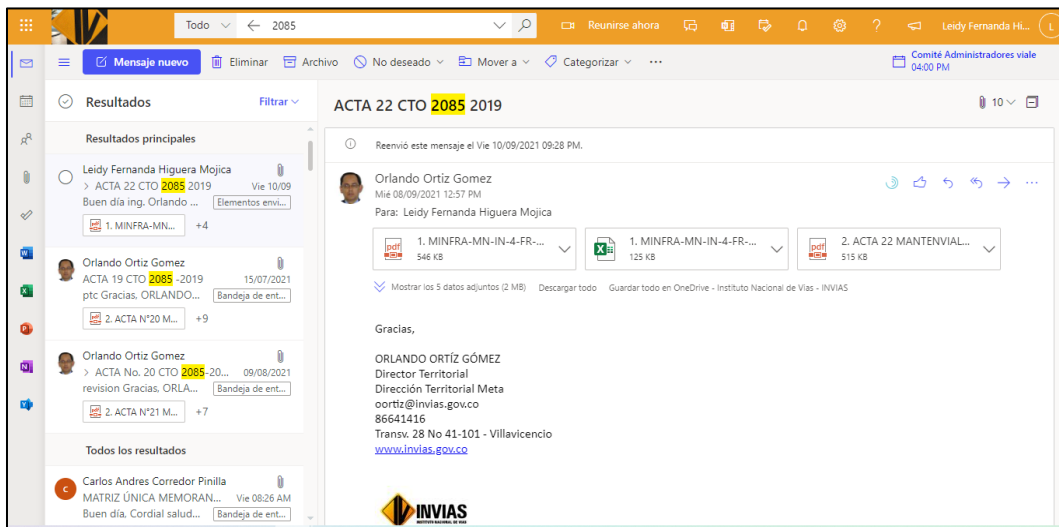 Todo 2085 Reunirse ahora Leidy Fernanda Hi... L
Mensaje nuevo Eliminar Archivo No deseado Mover a Categorizar ... Comité Administradores viale
04:00 PM
Resultados Filtrar
Resultados principales
Leidy Fernanda Higuera Mojica
> ACTA 22 CTO 2085 2019 Vie 10/09
Buen día ing. Orlando ... Elementos envi...
1. MINFRA-MN... +4
Orlando Ortiz Gomez
ACTA 19 CTO 2085 -2019 15/07/2021
ptc Gracias, ORLANDO... Bandeja de ent...
2. ACTA N°20 M... +9
Orlando Ortiz Gomez
> ACTA No. 20 CTO 2085-20... 09/08/2021
revision Gracias, ORLA... Bandeja de ent...
2. ACTA N°21 M... +7
Todos los resultados
C Carlos Andres Corredor Pinilla
MATRIZ ÚNICA MEMORAN... Vie 08:26 AM
Buen día, Cordial salud... Bandeja de ent...
ACTA 22 CTO 2085 2019 10
Reenvió este mensaje el Vie 10/09/2021 09:28 PM.
Orlando Ortiz Gomez
Mié 08/09/2021 12:57 PM
Para: Leidy Fernanda Higuera Mojica
pdf 1. MINFRA-MN-IN-4-FR-... 546 KB
1. MINFRA-MN-IN-4-FR-... 125 KB
pdf 2. ACTA 22 MANTENVIAL... 515 KB
Mostrar los 5 datos adjuntos (2 MB) Descargar todo Guardar todo en OneDrive - Instituto Nacional de Vias - INVIAS
Gracias,
ORLANDO ORTÍZ GÓMEZ
Director Territorial
Dirección Territorial Meta
oortiz@invias.gov.co
86641416
Transv. 28 No 41-101 - Villavicencio
www.invias.gov.co
INVIAS
INSTITUTO NACIONAL DE VIAS